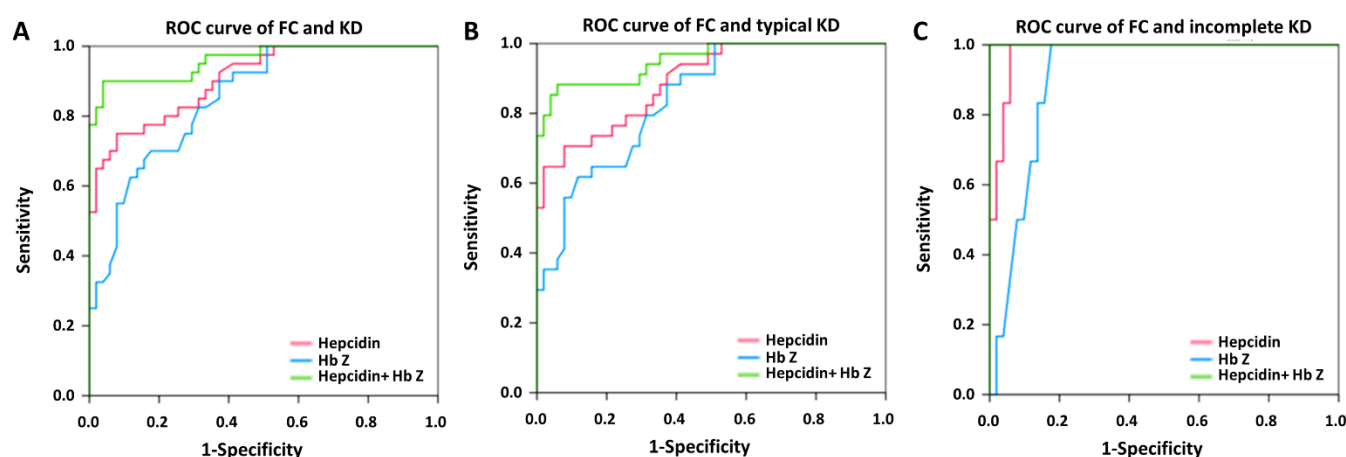 A
ROC curve of FC and KD
1.0
0.8
0.6
0.4
0.2
0.0
Sensitivity
Hepcidin
Hb Z
Hepcidin+ Hb Z
0.0 0.2 0.4 0.6 0.8 1.0
1-Specificity
B
ROC curve of FC and typical KD
1.0
0.8
0.6
0.4
0.2
0.0
Sensitivity
Hepcidin
Hb Z
Hepcidin+ Hb Z
0.0 0.2 0.4 0.6 0.8 1.0
1-Specificity
C
ROC curve of FC and incomplete KD
1.0
0.8
0.6
0.4
0.2
0.0
Sensitivity
Hepcidin
Hb Z
Hepcidin+ Hb Z
0.0 0.2 0.4 0.6 0.8 1.0
1-Specificity